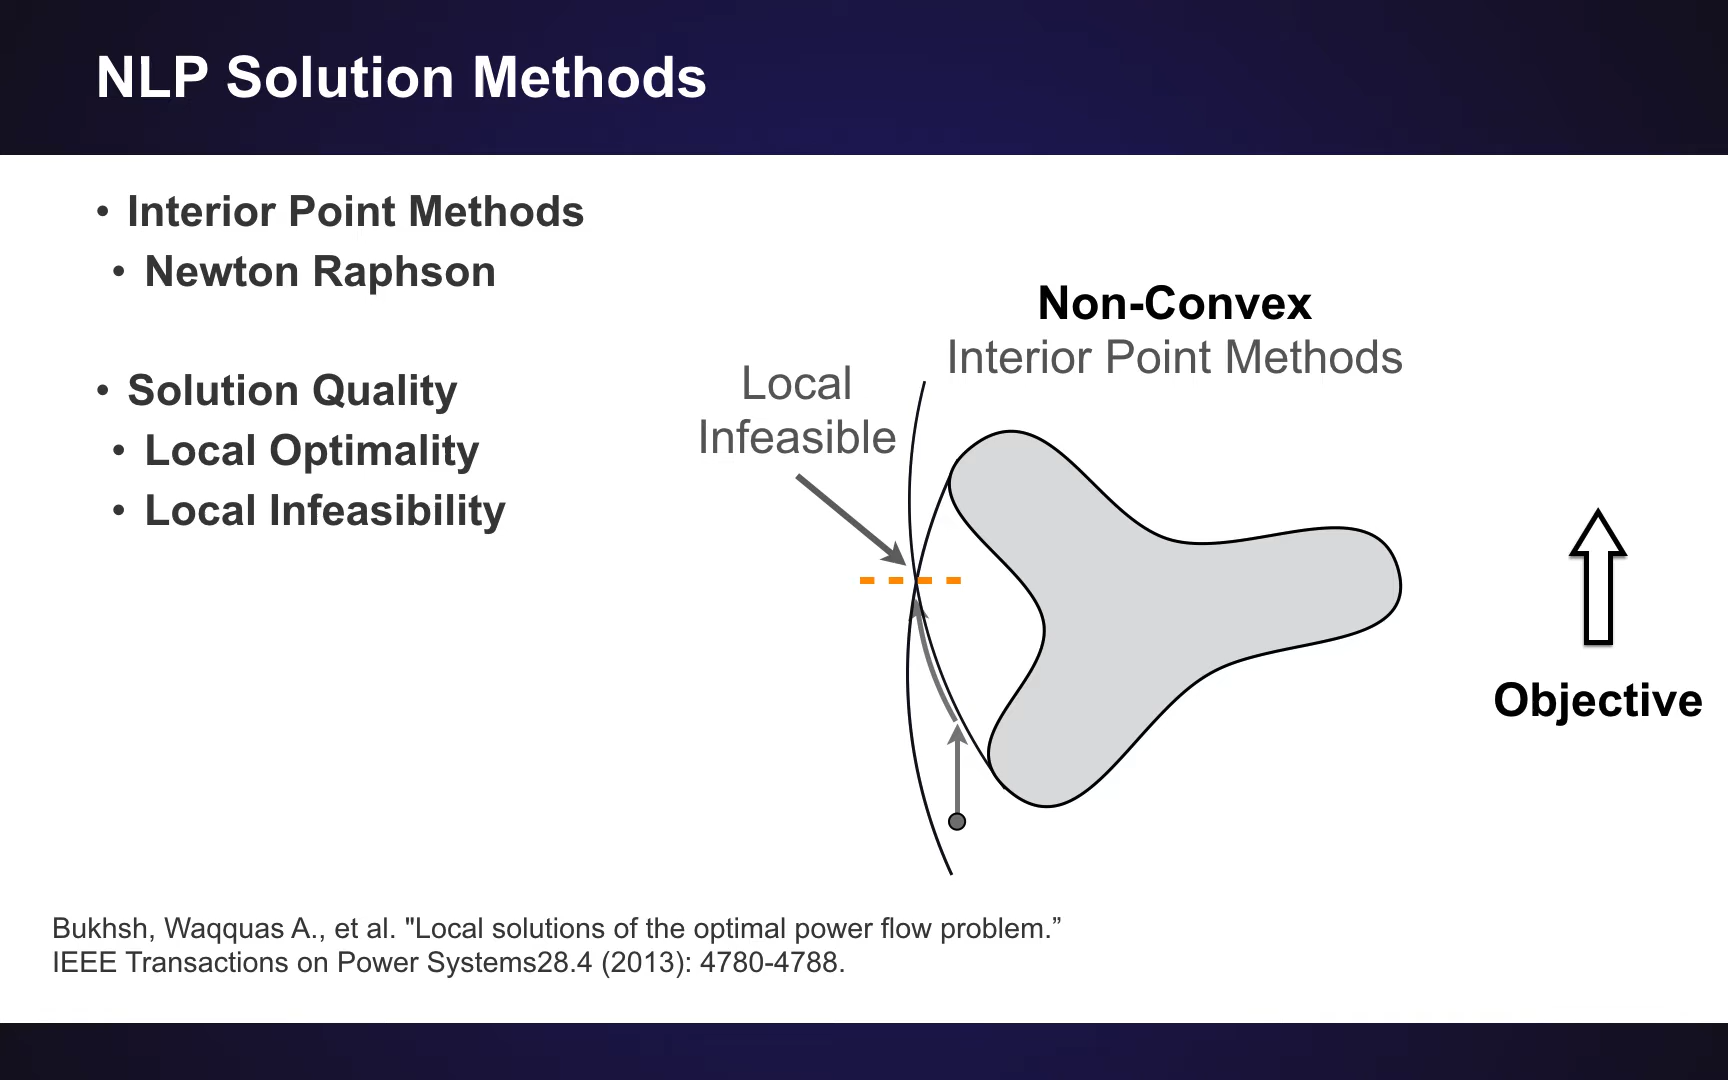 NLP Solution Methods
• Interior Point Methods
• Newton Raphson
• Solution Quality
• Local Optimality
• Local Infeasibility
Non-Convex
Interior Point Methods
Local
Infeasible
Objective
Bukhsh, Waqquas A., et al. "Local solutions of the optimal power flow problem.”
IEEE Transactions on Power Systems28.4 (2013): 4780-4788.